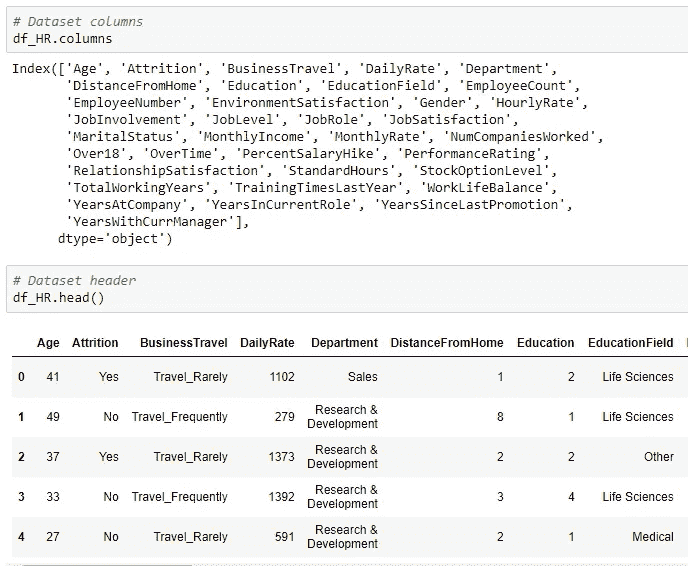 # Dataset columns
df_HR.columns
Index(['Age', 'Attrition', 'BusinessTravel', 'DailyRate', 'Department',
'DistanceFromHome', 'Education', 'EducationField', 'EmployeeCount',
'EmployeeNumber', 'EnvironmentSatisfaction', 'Gender', 'HourlyRate',
'JobInvolvement', 'JobLevel', 'JobRole', 'JobSatisfaction',
'MaritalStatus', 'MonthlyIncome', 'MonthlyRate', 'NumCompaniesWorked',
'Over18', 'OverTime', 'PercentSalaryHike', 'PerformanceRating',
'RelationshipSatisfaction', 'StandardHours', 'StockOptionLevel',
'TotalWorkingYears', 'TrainingTimesLastYear', 'WorkLifeBalance',
'YearsAtCompany', 'YearsInCurrentRole', 'YearsSinceLastPromotion',
'YearsWithCurrManager'],
dtype='object')
# Dataset header
df_HR.head()
Age Attrition BusinessTravel DailyRate Department DistanceFromHome Education EducationField
0 41 Yes Travel_Rarely 1102 Sales 1 2 Life Sciences
1 49 No Travel_Frequently 279 Research & Development 8 1 Life Sciences
2 37 Yes Travel_Rarely 1373 Research & Development 2 2 Other
3 33 No Travel_Frequently 1392 Research & Development 3 4 Life Sciences
4 27 No Travel_Rarely 591 Research & Development 2 1 Medical